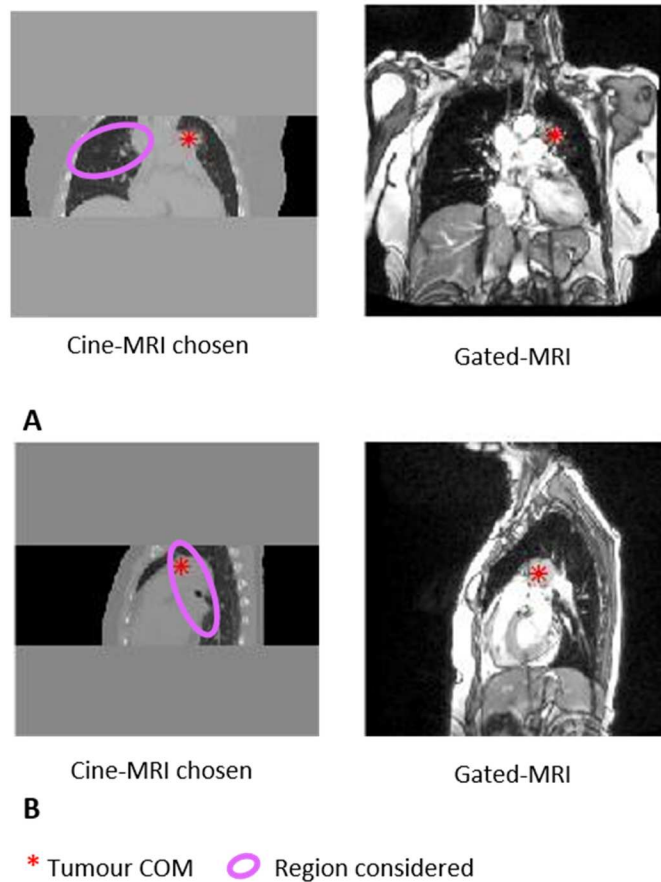 Cine-MRI chosen
Gated-MRI
A
Cine-MRI chosen
Gated-MRI
B
* Tumour COM
Region considered